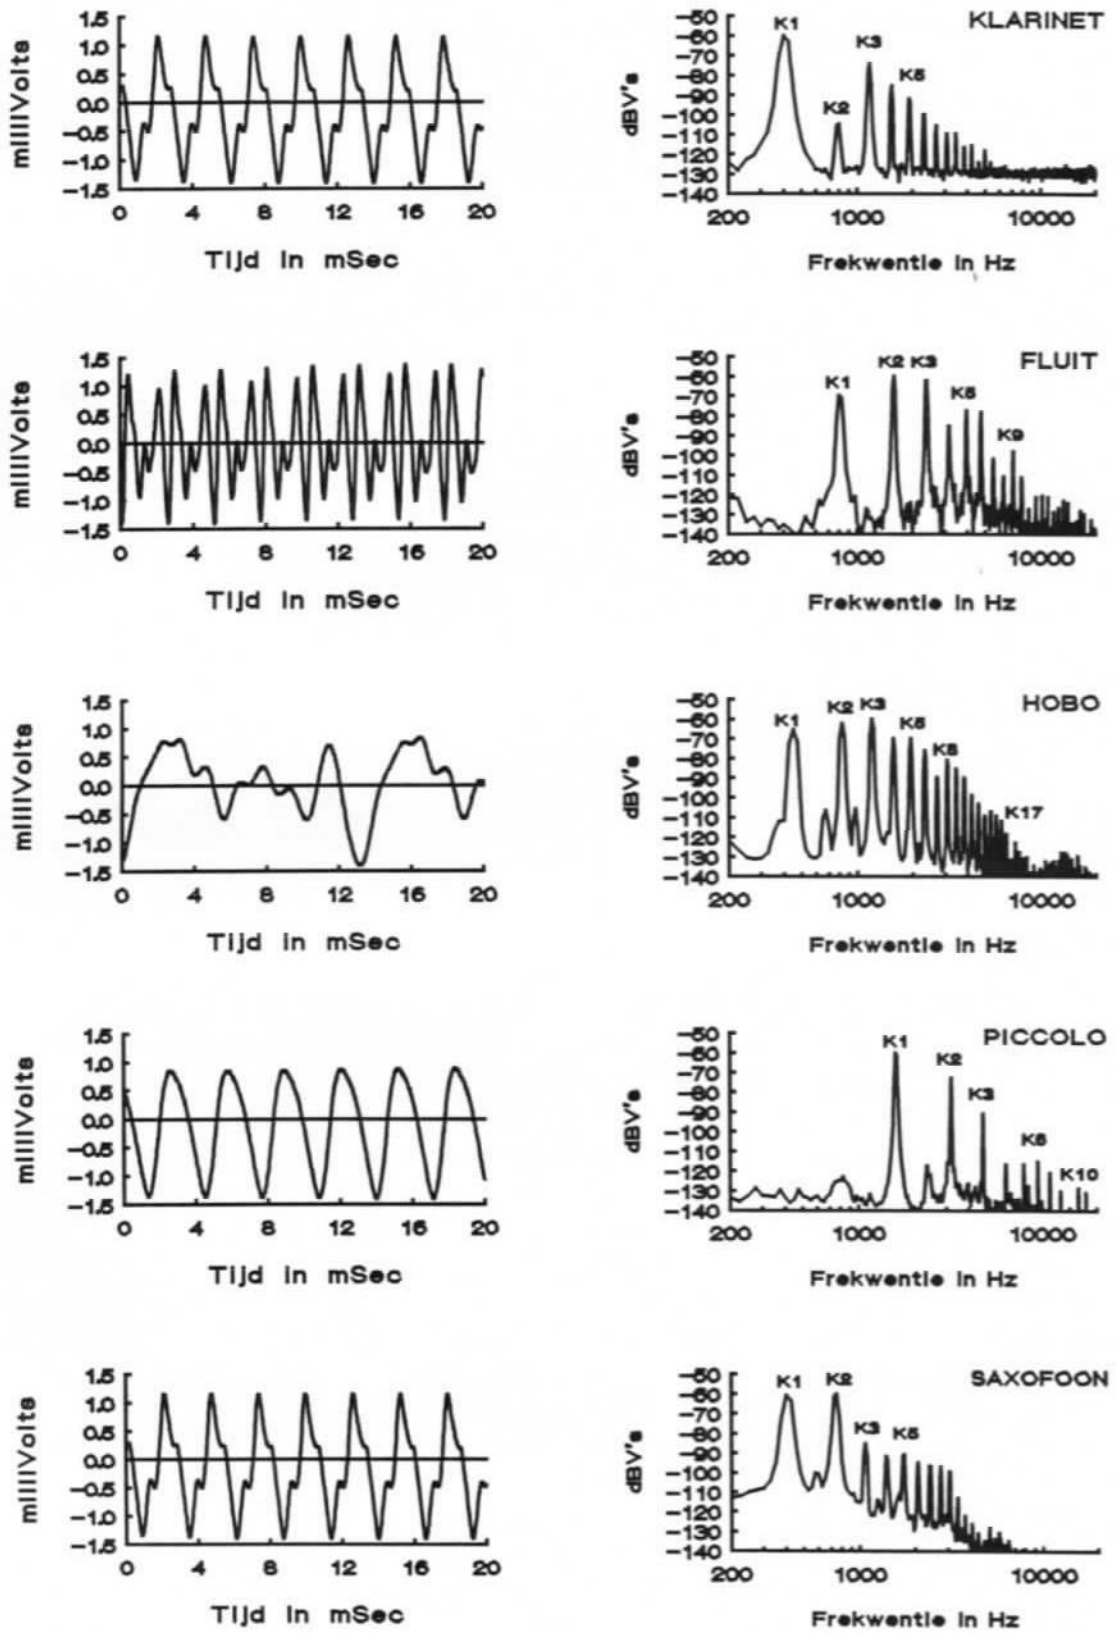 1.5
1.0
0.5
0.0
-0.5
-1.0
-1.5
mIIIIVolts
0 4 8 12 16 20
TIjd In mSec
KLARINET
-50
-60
-70
-80
-90
-100
-110
-120
-130
-140
dBV's
K1
K2
K3
K5
200 1000 10000
FrekwentIe In Hz
1.5
1.0
0.5
0.0
-0.5
-1.0
-1.5
mIIIIVolts
0 4 8 12 16 20
TIjd In mSec
FLUIT
-50
-60
-70
-80
-90
-100
-110
-120
-130
-140
dBV's
K1
K2
K3
K5
K9
200 1000 10000
FrekwentIe In Hz
1.5
1.0
0.5
0.0
-0.5
-1.0
-1.5
mIIIIVolts
0 4 8 12 16 20
TIjd In mSec
HOBO
-50
-60
-70
-80
-90
-100
-110
-120
-130
-140
dBV's
K1
K2
K3
K5
K8
K17
200 1000 10000
FrekwentIe In Hz
1.5
1.0
0.5
0.0
-0.5
-1.0
-1.5
mIIIIVolts
0 4 8 12 16 20
TIjd In mSec
PICCOLO
-50
-60
-70
-80
-90
-100
-110
-120
-130
-140
dBV's
K1
K2
K3
K6
K10
200 1000 10000
FrekwentIe In Hz
1.5
1.0
0.5
0.0
-0.5
-1.0
-1.5
mIIIIVolts
0 4 8 12 16 20
TIjd In mSec
SAXOFOON
-50
-60
-70
-80
-90
-100
-110
-120
-130
-140
dBV's
K1
K2
K3
K5
200 1000 10000
FrekwentIe In Hz